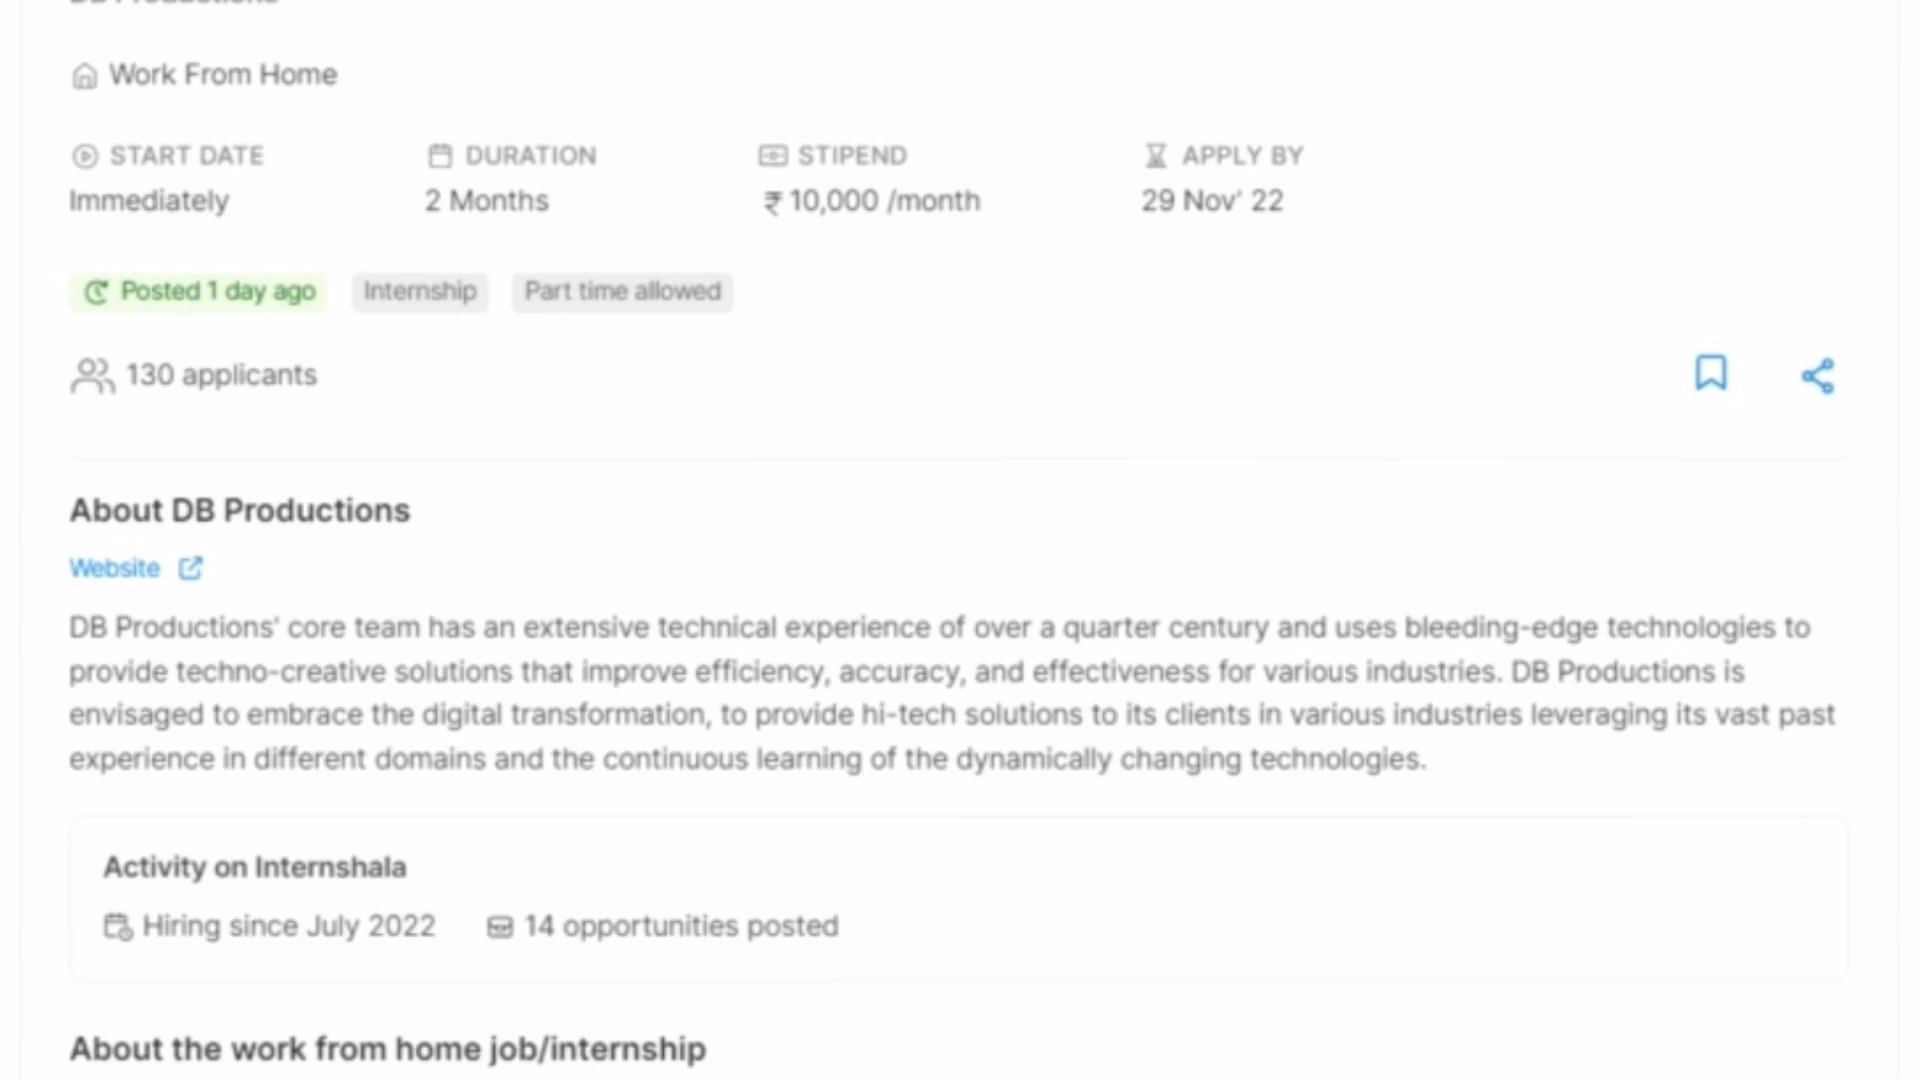 DB Productions
Work From Home
START DATE DURATION STIPEND APPLY BY
Immediately 2 Months ₹ 10,000 /month 29 Nov' 22
Posted 1 day ago Internship Part time allowed
130 applicants
About DB Productions
Website
DB Productions' core team has an extensive technical experience of over a quarter century and uses bleeding-edge technologies to
provide techno-creative solutions that improve efficiency, accuracy, and effectiveness for various industries. DB Productions is
envisaged to embrace the digital transformation, to provide hi-tech solutions to its clients in various industries leveraging its vast past
experience in different domains and the continuous learning of the dynamically changing technologies.
Activity on Internshala
Hiring since July 2022 14 opportunities posted
About the work from home job/internship